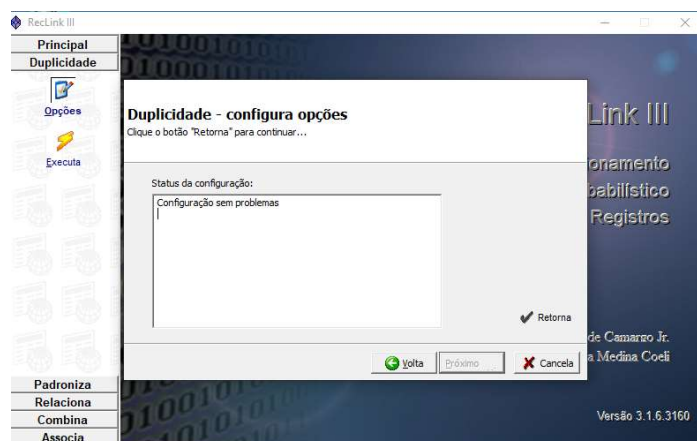 RecLink III
Principal
Duplicidade
Opções
Executa
Duplicidade - configura opções
Clique o botão "Retorna" para continuar...
Status da configuração:
Configuração sem problemas
Retorna
Volta
Próximo
Cancela
Link III
onamento
babilístico
Registros
de Camargo Jr.
a Medina Coeli
Versão 3.1.6.3160
Padroniza
Relaciona
Combina
Associa